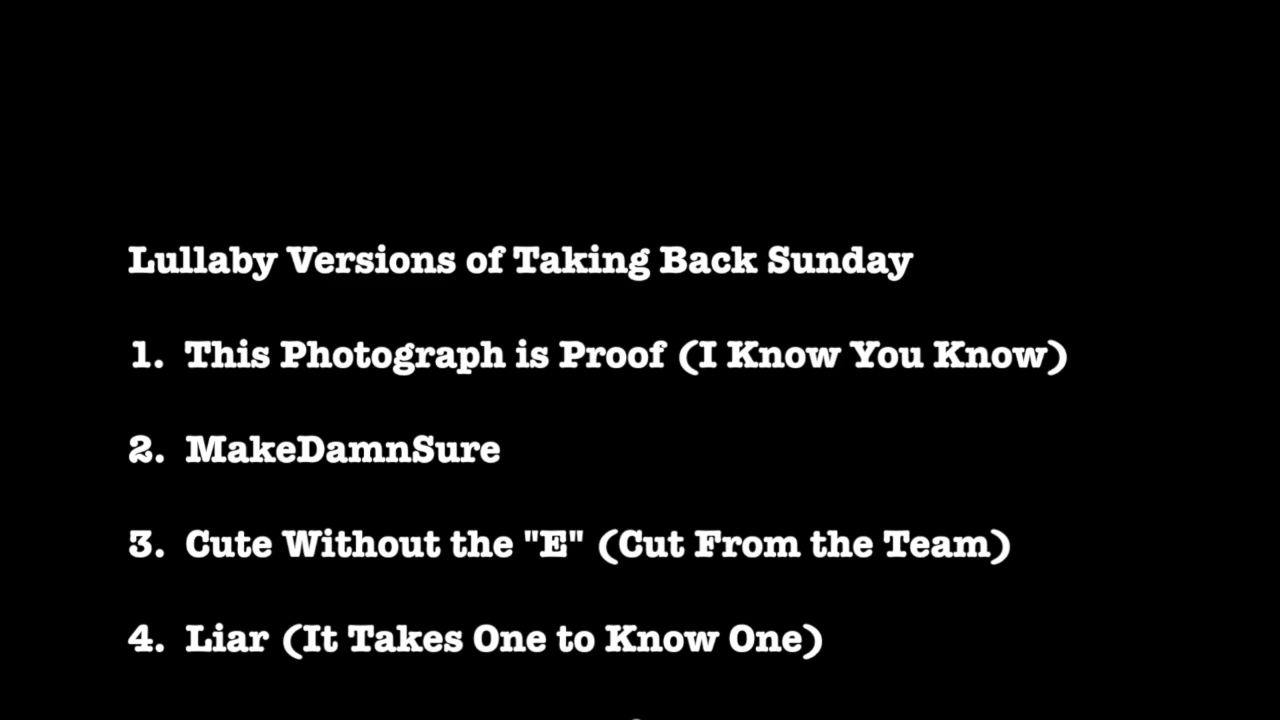 Lullaby Versions of Taking Back Sunday
1. This Photograph is Proof (I Know You Know)
2. MakeDamnSure
3. Cute Without the "E" (Cut From the Team)
4. Liar (It Takes One to Know One)